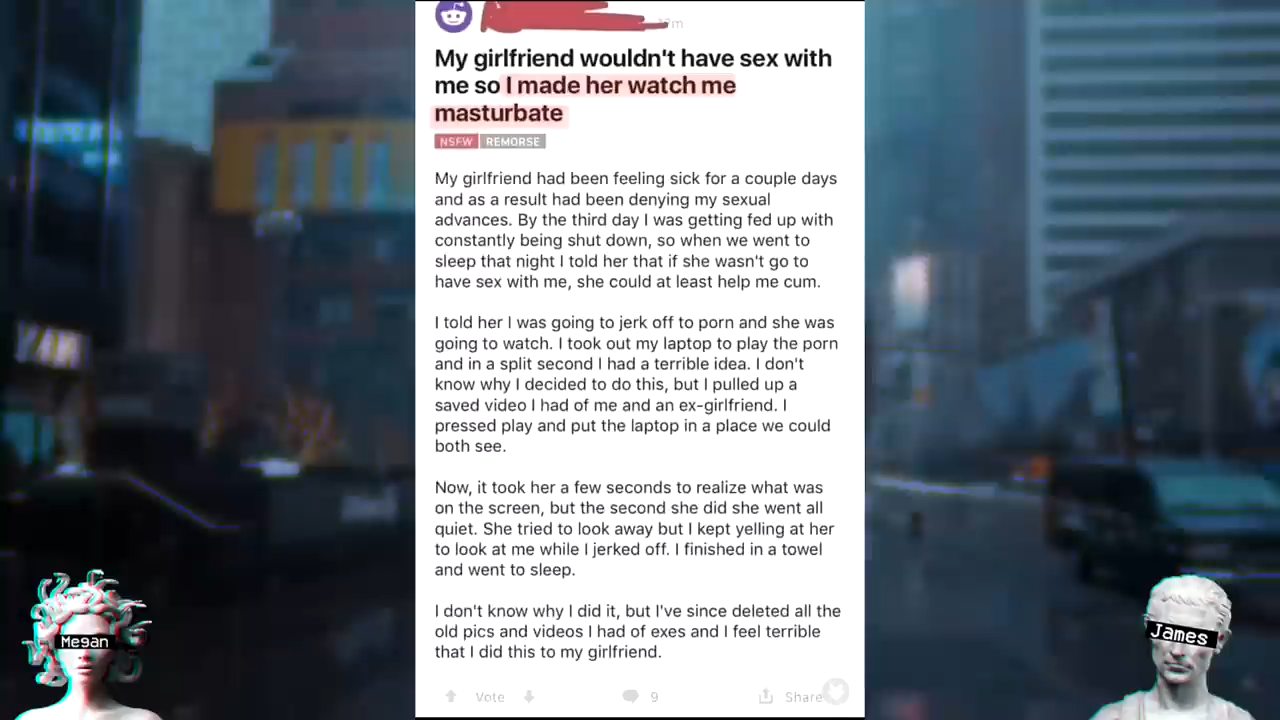 12m
My girlfriend wouldn't have sex with
me so I made her watch me
masturbate
NSFW REMORSE
My girlfriend had been feeling sick for a couple days
and as a result had been denying my sexual
advances. By the third day I was getting fed up with
constantly being shut down, so when we went to
sleep that night I told her that if she wasn't go to
have sex with me, she could at least help me cum.
I told her I was going to jerk off to porn and she was
going to watch. I took out my laptop to play the porn
and in a split second I had a terrible idea. I don't
know why I decided to do this, but I pulled up a
saved video I had of me and an ex-girlfriend. I
pressed play and put the laptop in a place we could
both see.
Now, it took her a few seconds to realize what was
on the screen, but the second she did she went all
quiet. She tried to look away but I kept yelling at her
to look at me while I jerked off. I finished in a towel
and went to sleep.
I don't know why I did it, but I've since deleted all the
old pics and videos I had of exes and I feel terrible
that I did this to my girlfriend.
Vote 9 Share
Megan
James